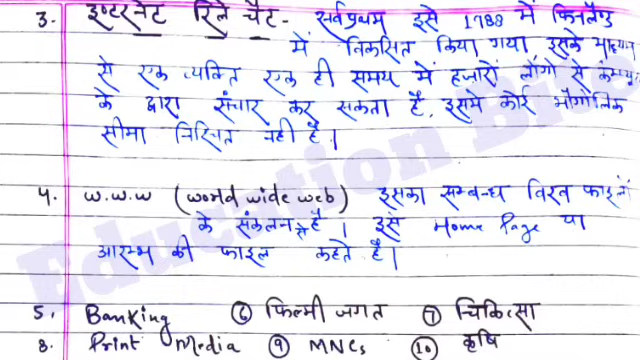 3. इण्टरनेट रिले चैट - सर्वप्रथम इसे 1988 में फिनलैंड
में विकसित किया गया, इसके माध्यम
से एक व्यक्ति एक ही समय में हजारों लोगो से कम्प्यूटर
के द्वारा संचार कर सकता है, इसमे कोई भौगोलिक
सीमा निश्चित नही है।
4. W.W.W (World wide web) इसका सम्बन्ध विश्व फाइलों
के संकलन से है। इसे Home Page या
आरम्भ की फाइल कहते है।
5. Banking ⑥ फिल्मी जगत ⑦ चिकित्सा
8. Print Media ⑨ MNCs ⑩ कृषि
Education B